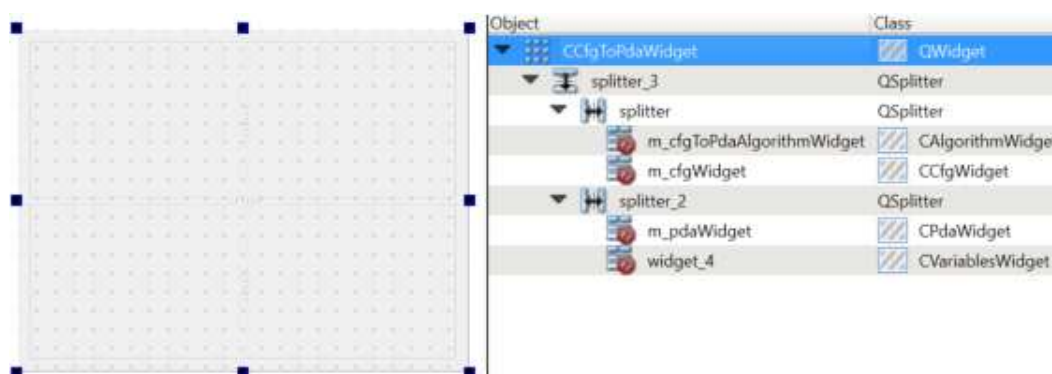 Object Class
CCfgToPdaWidget QWidget
splitter_3 QSplitter
splitter QSplitter
m_cfgToPdaAlgorithmWidget CAlgorithmWidge
m_cfgWidget CCfgWidget
splitter_2 QSplitter
m_pdaWidget CPdaWidget
widget_4 CVariablesWidget